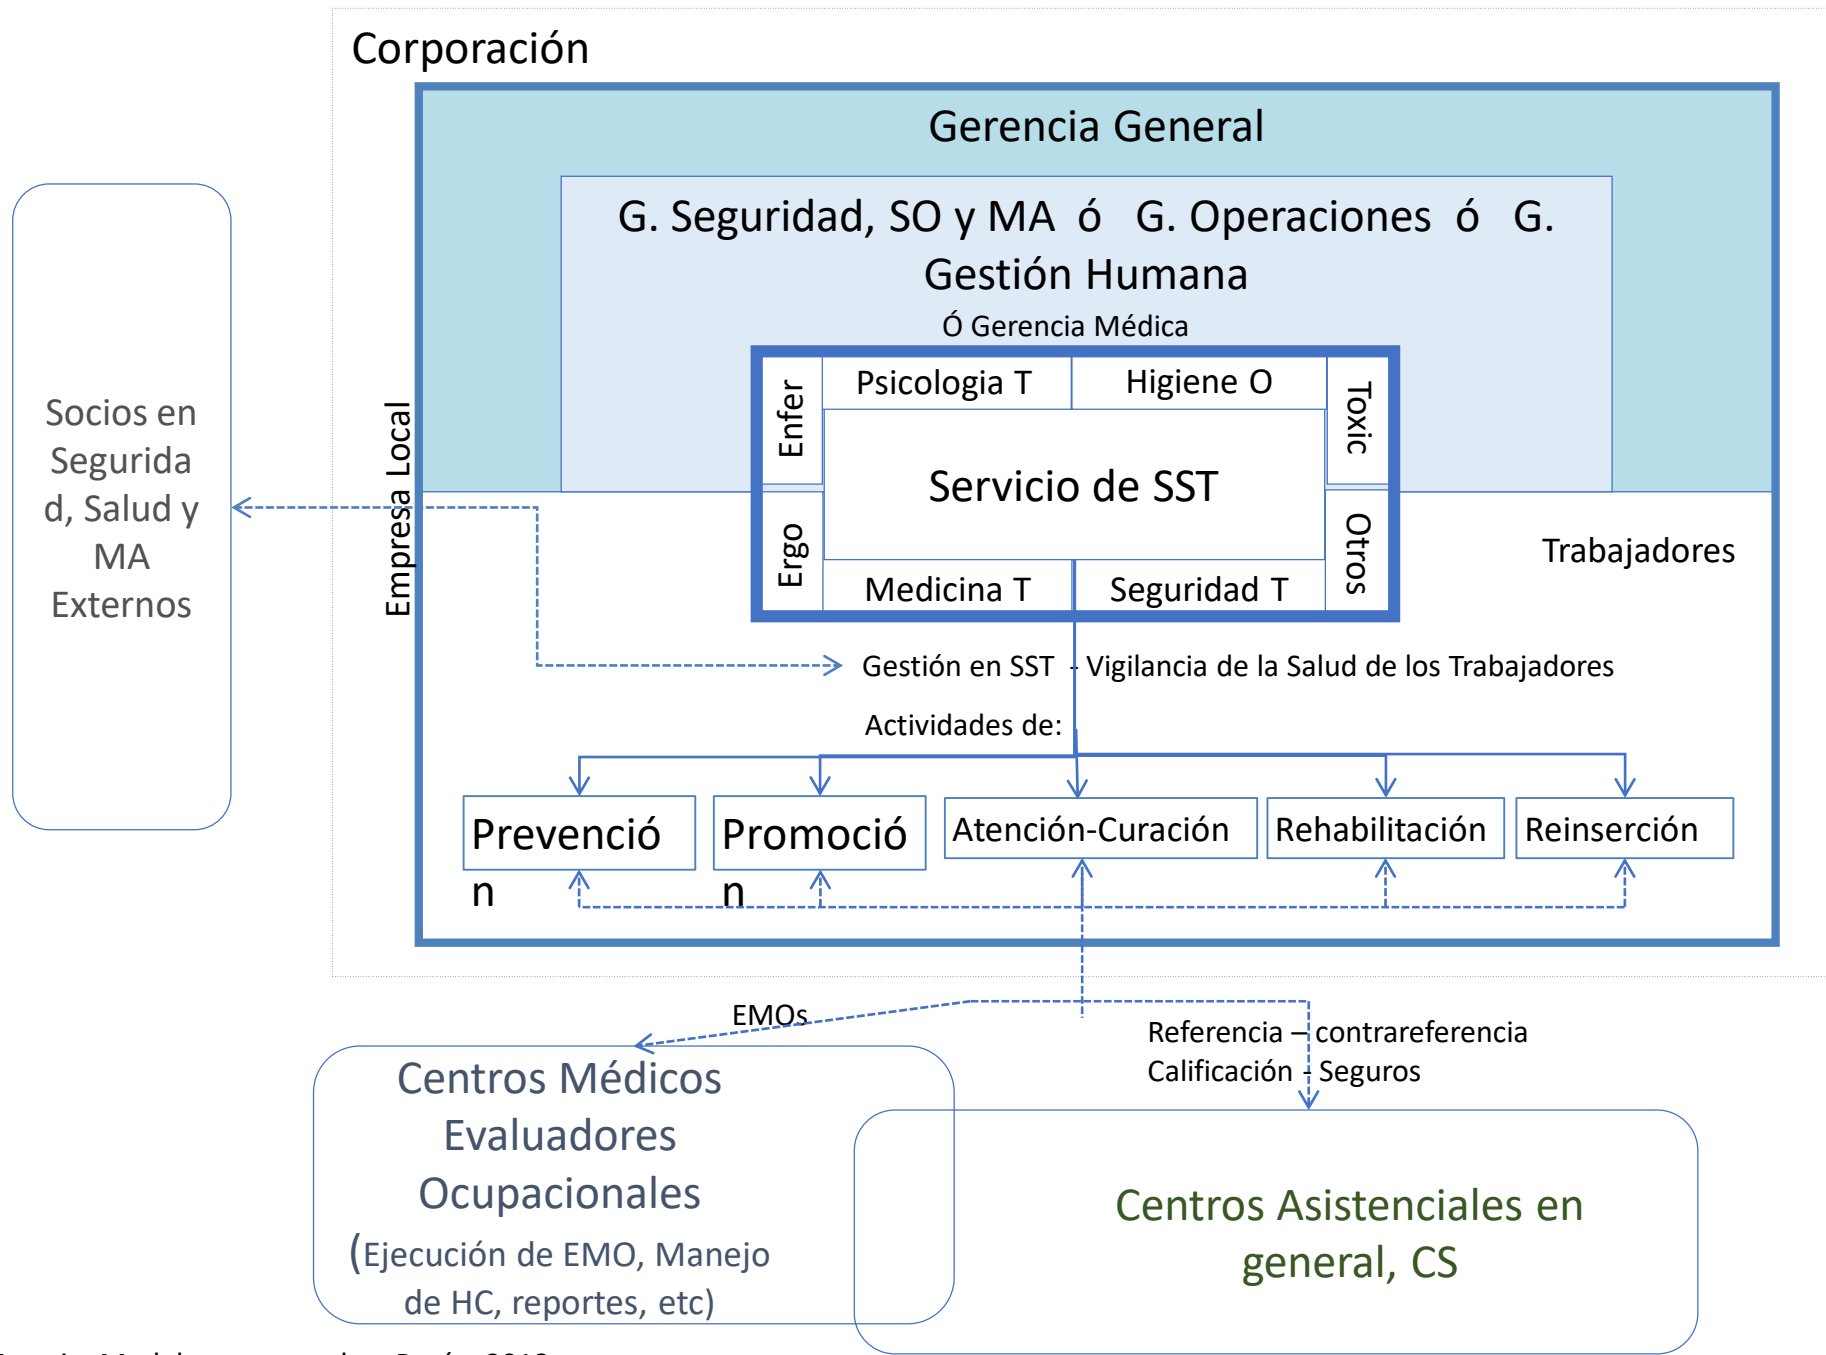 Corporación
Gerencia General
G. Seguridad, SO y MA ó G. Operaciones ó G.
Gestión Humana
Ó Gerencia Médica
Enfer
Psicologia T
Higiene O
Toxic
Servicio de SST
Ergo
Medicina T
Seguridad T
Otros
Empresa Local
Trabajadores
Socios en
Segurida
d, Salud y
MA
Externos
Gestión en SST - Vigilancia de la Salud de los Trabajadores
Actividades de:
Prevenció
n
Promoció
n
Atención-Curación
Rehabilitación
Reinserción
EMOs
Referencia – contrareferencia
Calificación - Seguros
Centros Médicos
Evaluadores
Ocupacionales
(Ejecución de EMO, Manejo
de HC, reportes, etc)
Centros Asistenciales en
general, CS